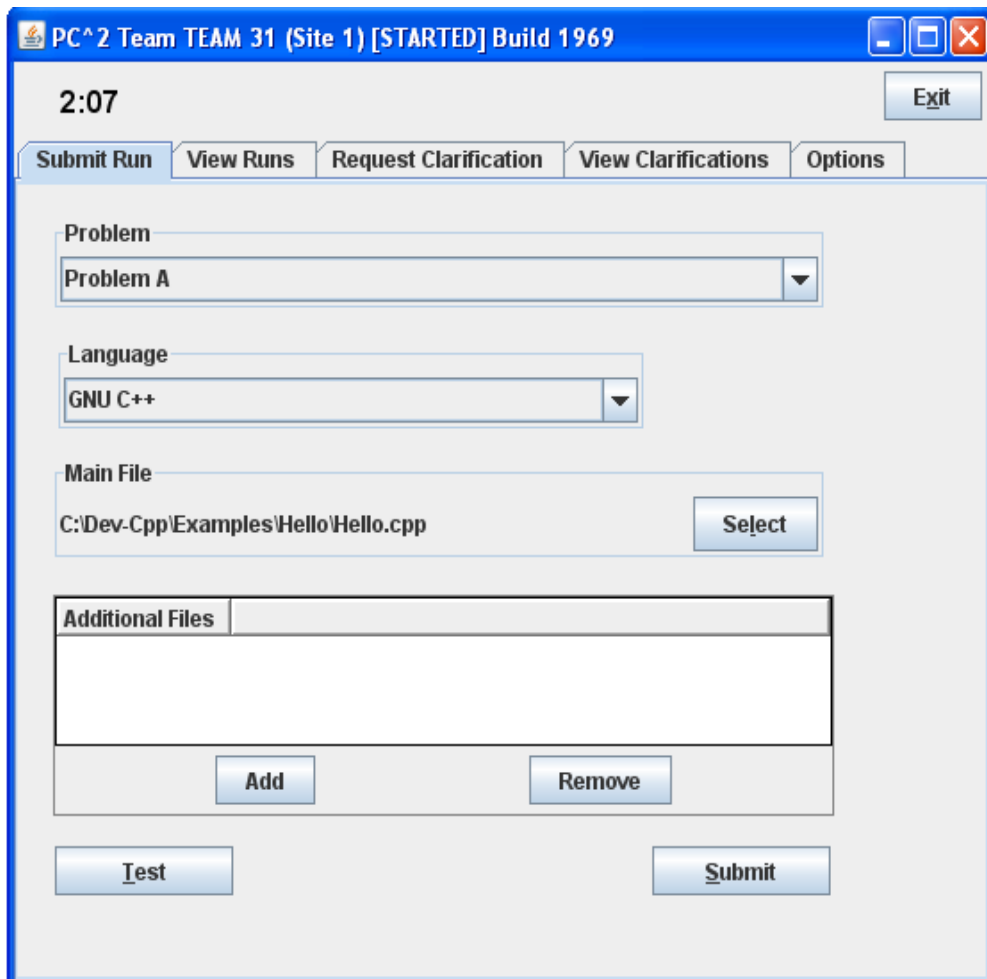 PC^2 Team TEAM 31 (Site 1) [STARTED] Build 1969
2:07
Exit
Submit Run View Runs Request Clarification View Clarifications Options
Problem
Problem A
Language
GNU C++
Main File
C:\Dev-Cpp\Examples\Hello\Hello.cpp Select
Additional Files
Add Remove
Test Submit